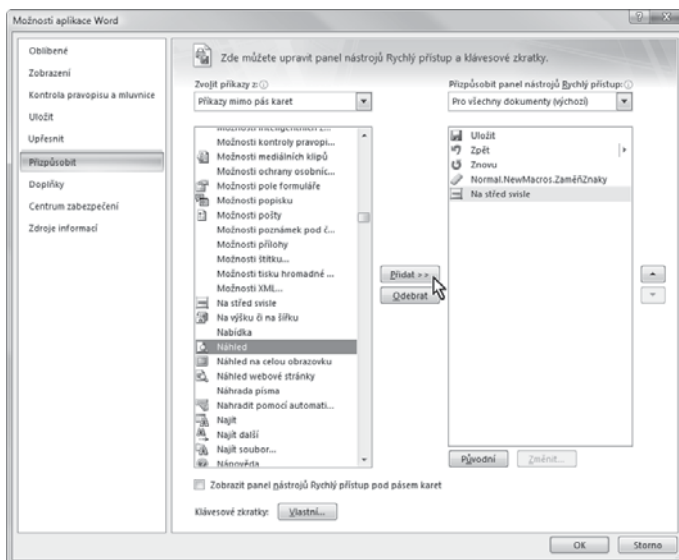 Možnosti aplikace Word
Oblíbené
Zobrazení
Kontrola pravopisu a mluvnice
Uložit
Upřesnit
Přizpůsobit
Doplňky
Centrum zabezpečení
Zdroje informací
Zde můžete upravit panel nástrojů Rychlý přístup a klávesové zkratky.
Zvolit příkazy z:
Příkazy mimo pás karet
Možnosti inteligentních z...
Možnosti kontroly pravopi...
Možnosti mediálních klipů
Možnosti ochrany osobníc...
Možnosti pole formuláře
Možnosti popisku
Možnosti pošty
Možnosti poznámek pod č...
Možnosti přílohy
Možnosti štítku...
Možnosti tisku hromadné ...
Možnosti XML...
Na střed svisle
Na výšku či na šířku
Nabídka
Náhled
Náhled na celou obrazovku
Náhled webové stránky
Náhrada písma
Nahradit pomocí automati...
Najít
Najít další
Najít soubor...
Nápověda
Přidat >>
Odebrat
Přizpůsobit panel nástrojů Rychlý přístup:
Pro všechny dokumenty (výchozí)
Uložit
Zpět
Znovu
Normal.NewMacros.ZaměňZnaky
Na střed svisle
Původní
Změnit...
Zobrazit panel nástrojů Rychlý přístup pod pásem karet
Klávesové zkratky:
Vlastní...
OK
Storno